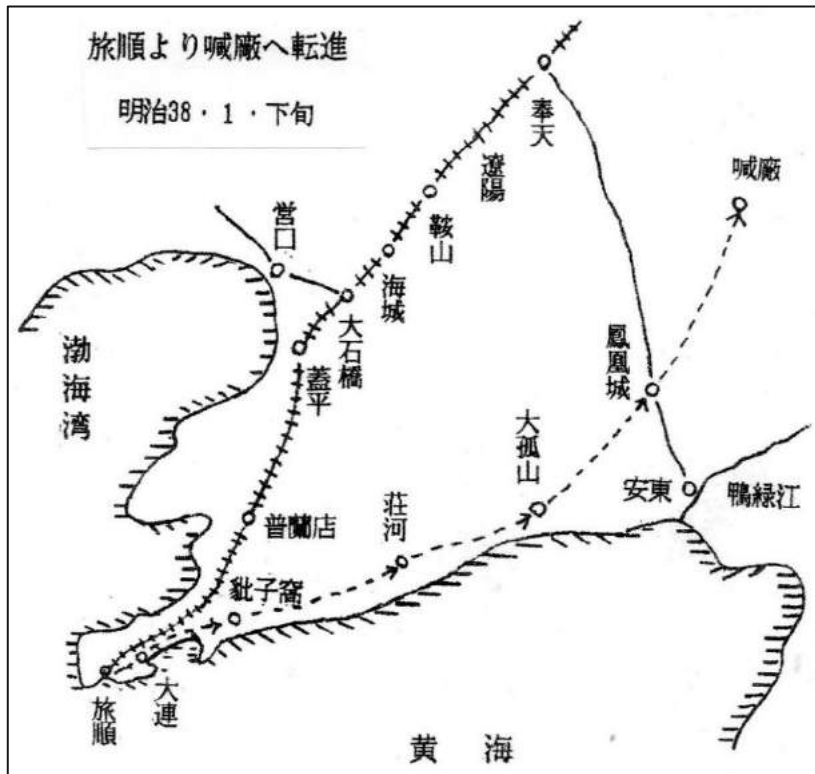 旅順より喊廠へ転進
明治38・1・下旬
奉天
遼陽
鞍山
海城
大石橋
営口
蓋平
渤海湾
普蘭店
貔子窩
荘河
大孤山
鳳凰城
喊廠
安東
鴨緑江
大連
旅順
黄海